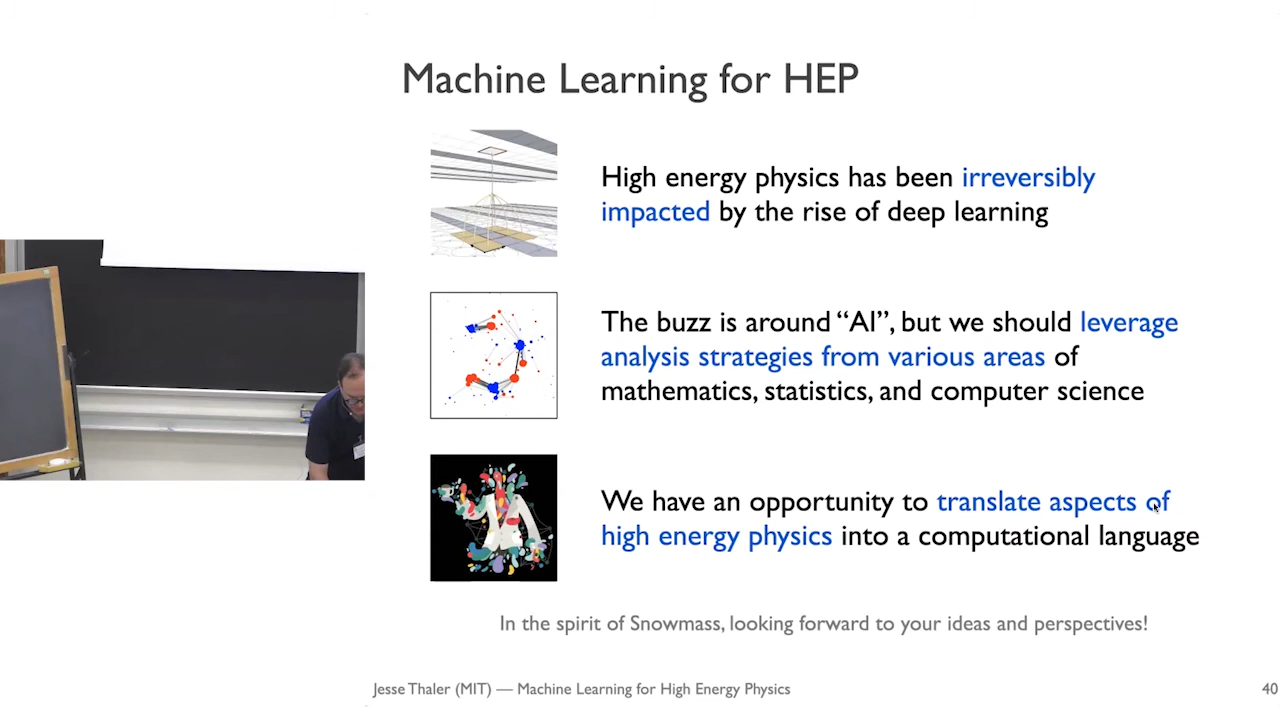 Machine Learning for HEP
High energy physics has been irreversibly
impacted by the rise of deep learning
The buzz is around “AI”, but we should leverage
analysis strategies from various areas of
mathematics, statistics, and computer science
We have an opportunity to translate aspects of
high energy physics into a computational language
In the spirit of Snowmass, looking forward to your ideas and perspectives!
Jesse Thaler (MIT) — Machine Learning for High Energy Physics
40